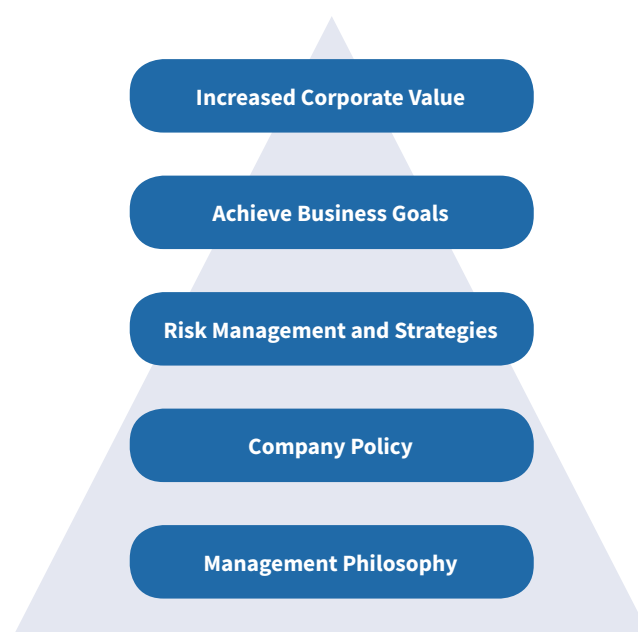 Increased Corporate Value
Achieve Business Goals
Risk Management and Strategies
Company Policy
Management Philosophy